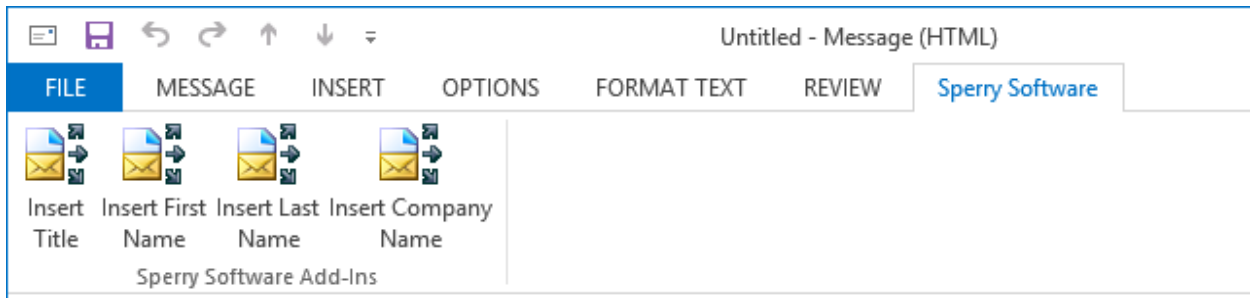 Untitled - Message (HTML)
FILE MESSAGE INSERT OPTIONS FORMAT TEXT REVIEW Sperry Software
Insert Insert First Insert Last Insert Company
Title Name Name Name
Sperry Software Add-Ins